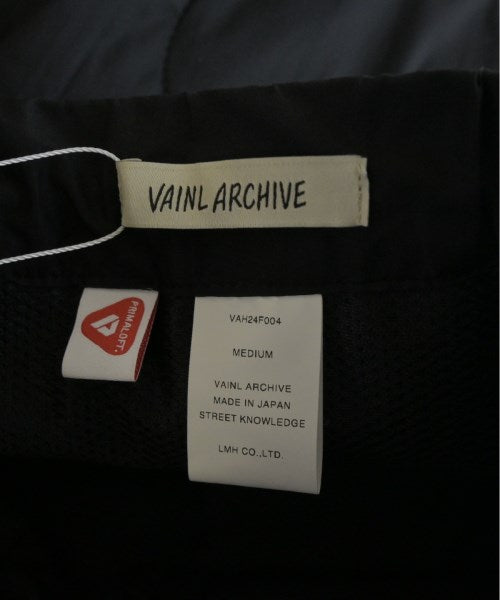 VAINL ARCHIVE
PRIMALOFT.
VAH24F004
MEDIUM
VAINL ARCHIVE
MADE IN JAPAN
STREET KNOWLEDGE
LMH CO.,LTD.